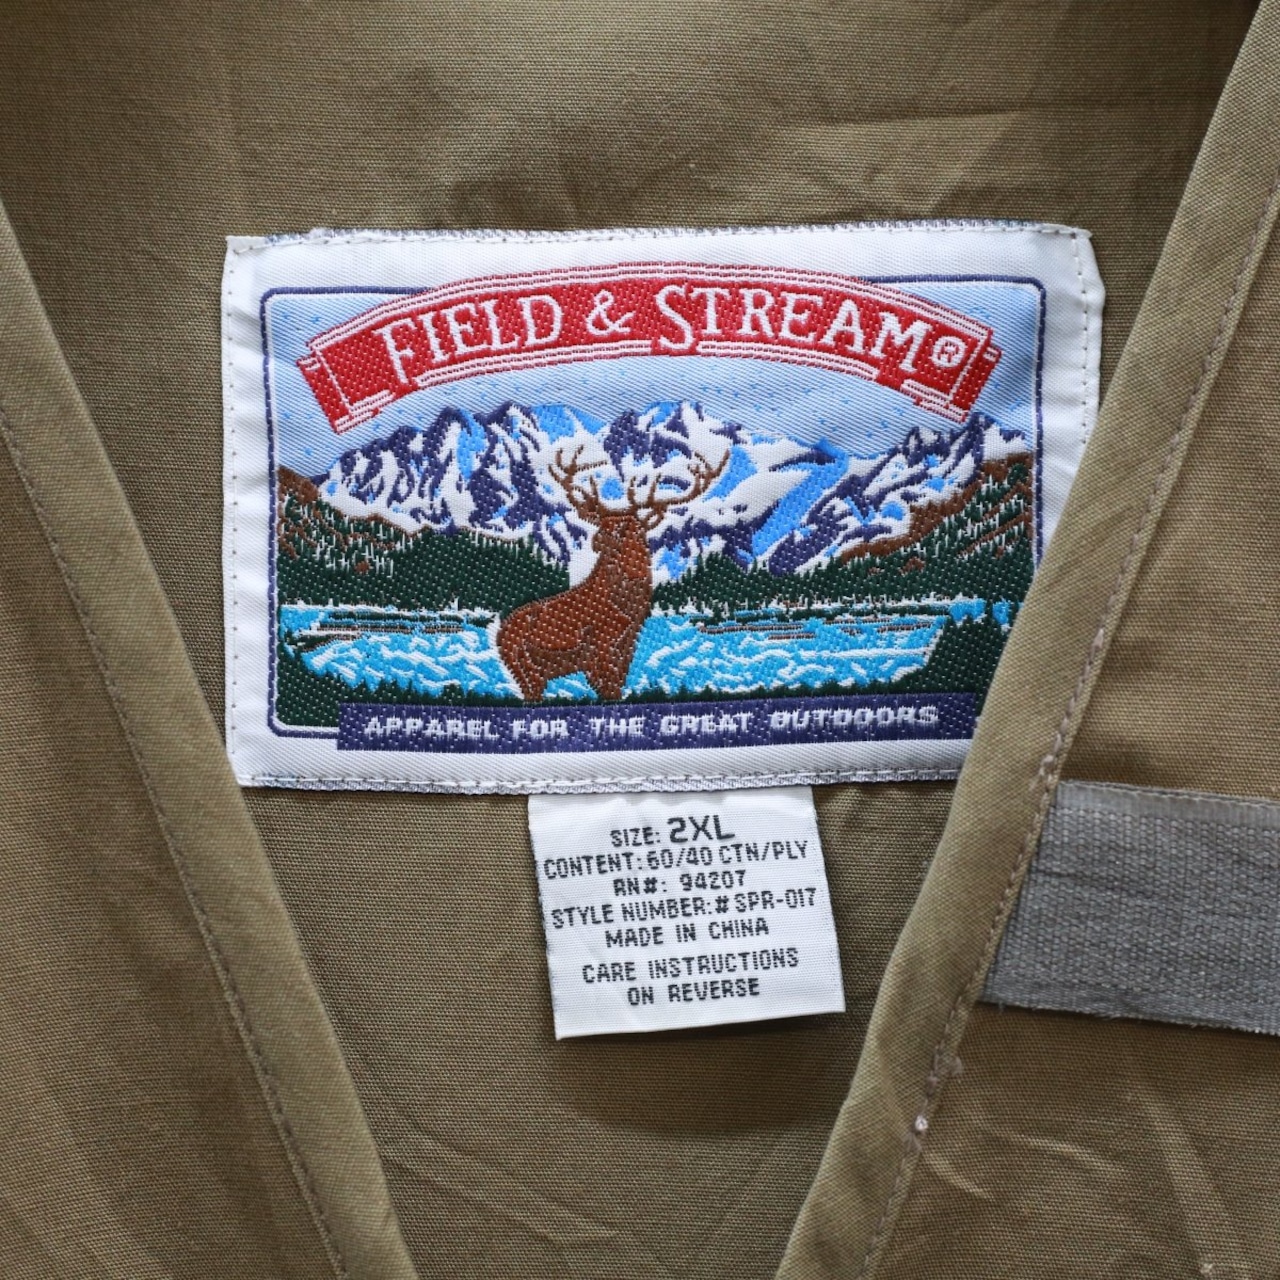 FIELD & STREAM®
APPAREL FOR THE GREAT OUTDOORS
SIZE: 2XL
CONTENT: 60/40 CTN/PLY
RN#: 94207
STYLE NUMBER:# SPR-017
MADE IN CHINA
CARE INSTRUCTIONS
ON REVERSE